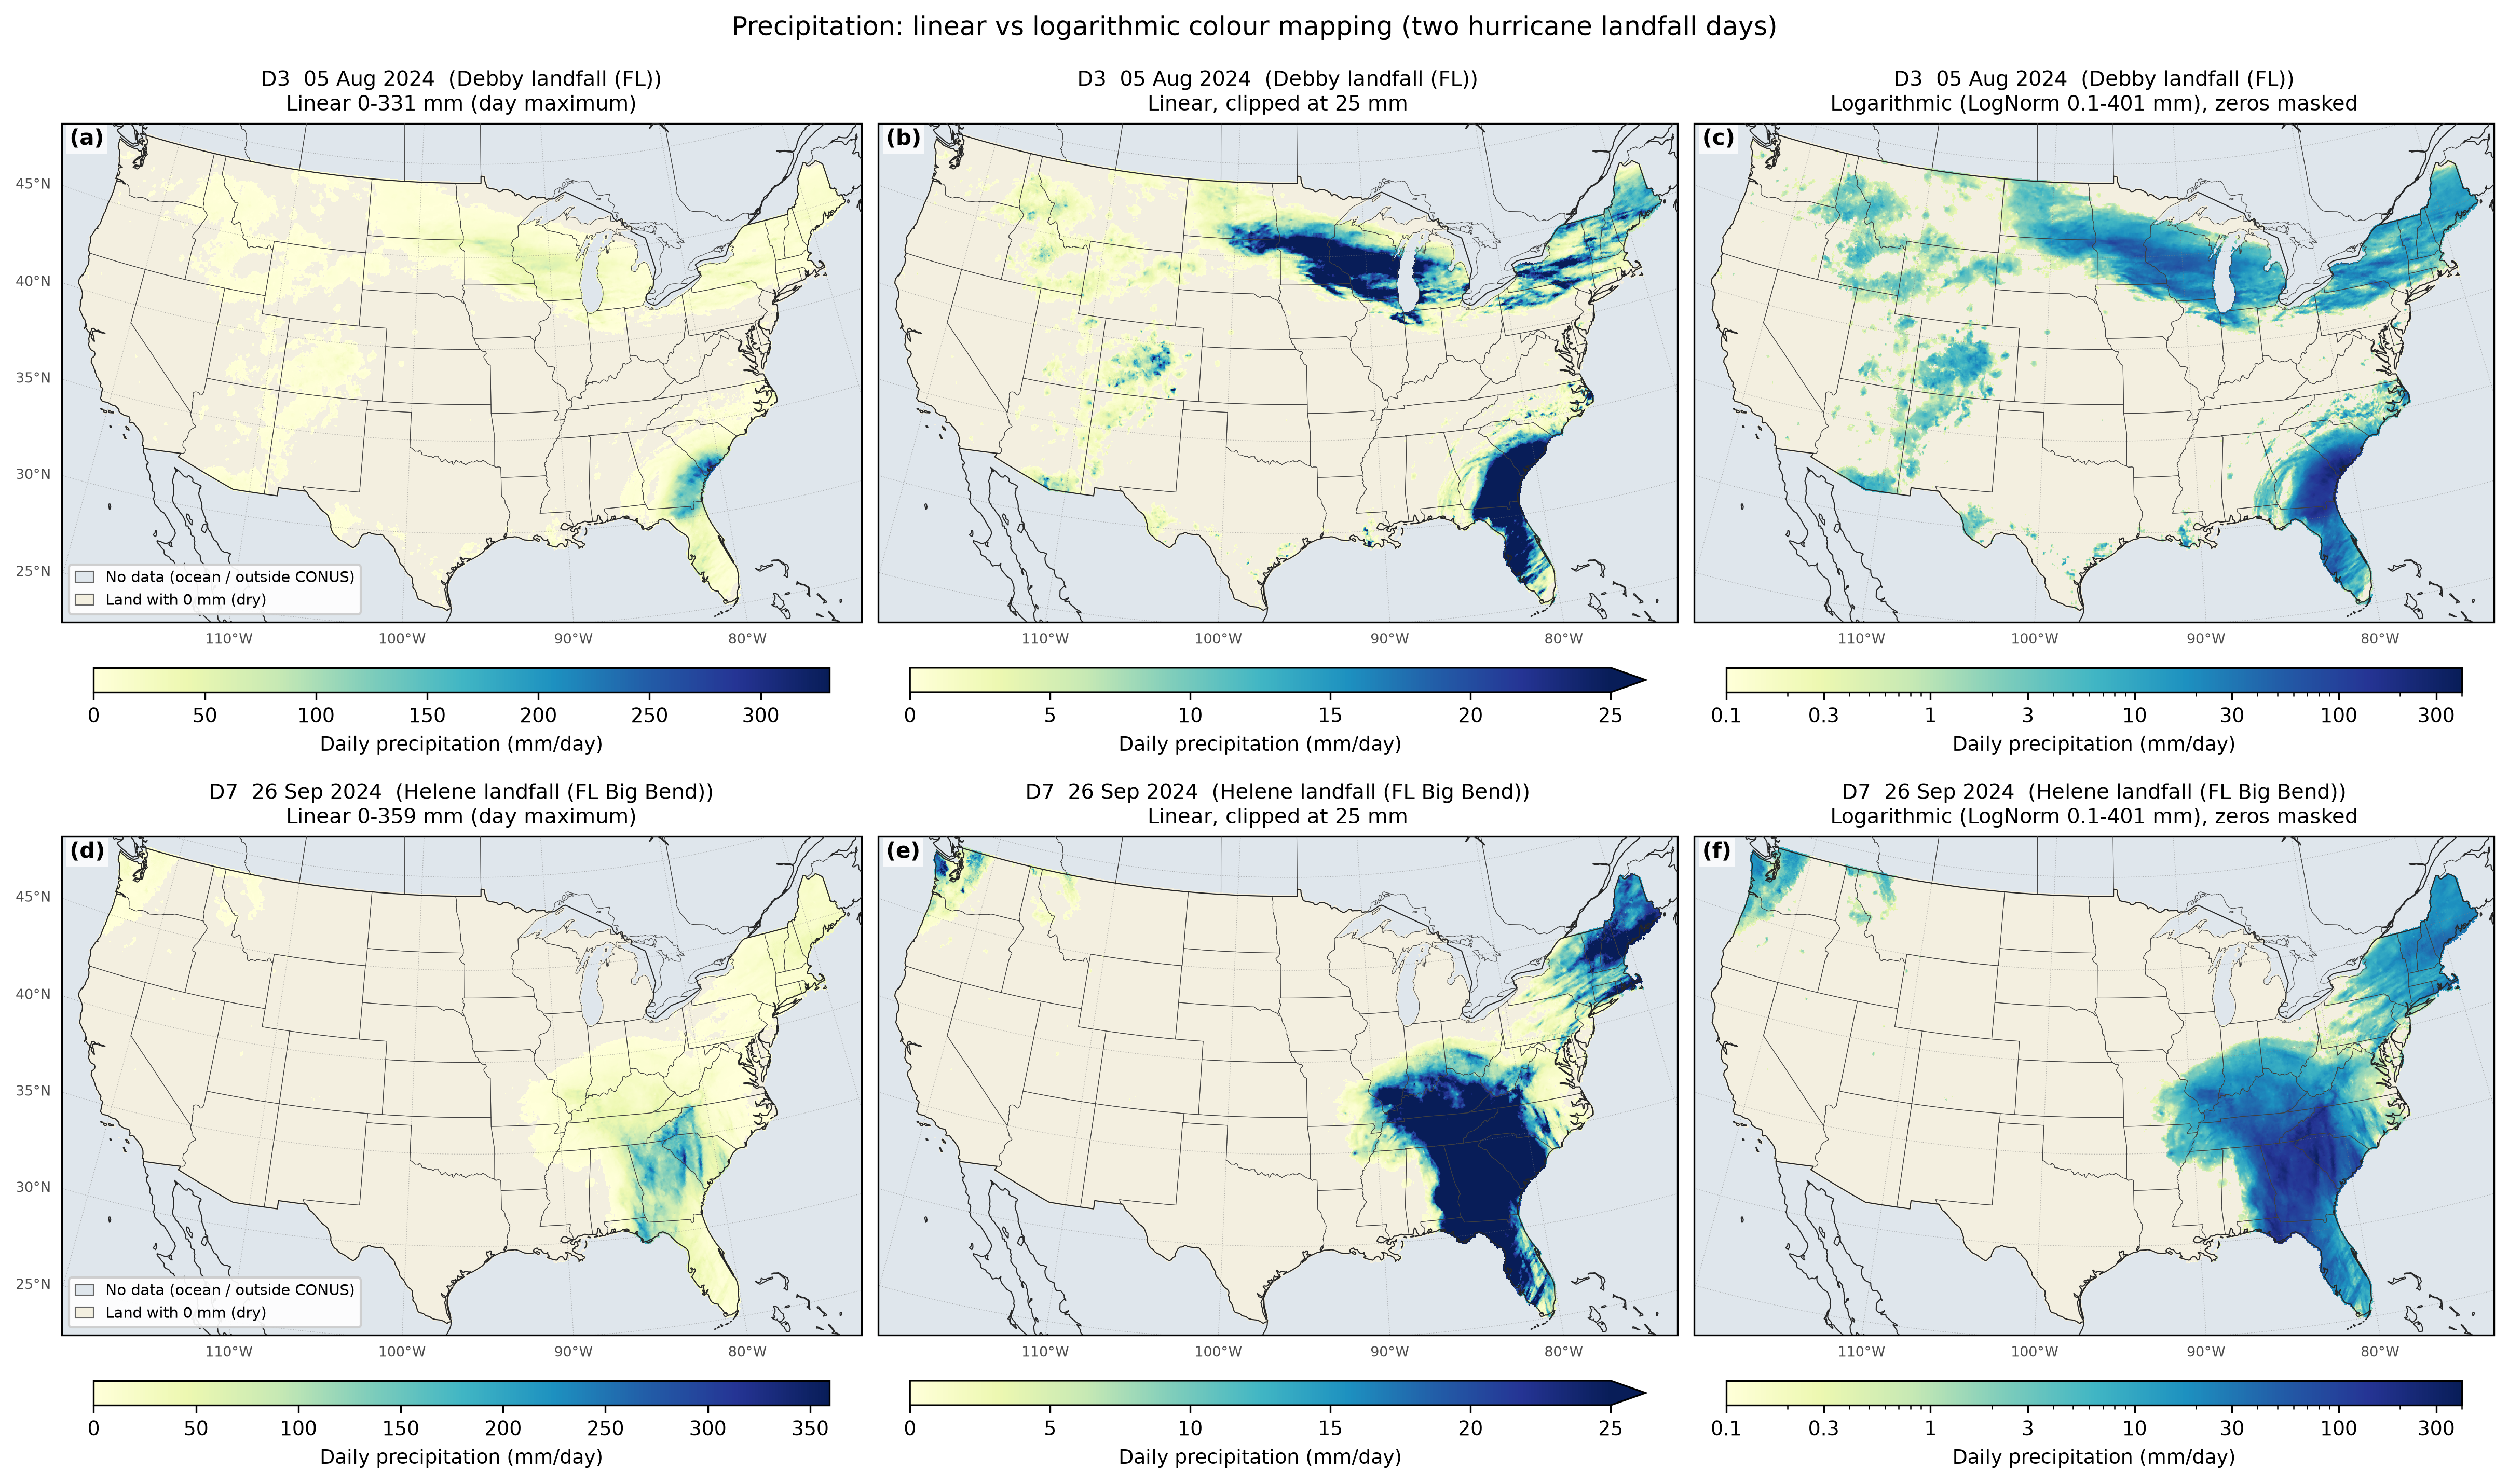 Precipitation: linear vs logarithmic colour mapping (two hurricane landfall days)
D3  05 Aug 2024  (Debby landfall (FL))
Linear 0-331 mm (day maximum)
D3  05 Aug 2024  (Debby landfall (FL))
Linear, clipped at 25 mm
D3  05 Aug 2024  (Debby landfall (FL))
Logarithmic (LogNorm 0.1-401 mm), zeros masked
(a)
(b)
(c)
45°N
40°N
35°N
30°N
25°N
No data (ocean / outside CONUS)
Land with 0 mm (dry)
110°W 100°W 90°W 80°W
110°W 100°W 90°W 80°W
110°W 100°W 90°W 80°W
0 50 100 150 200 250 300
Daily precipitation (mm/day)
0 5 10 15 20 25
Daily precipitation (mm/day)
0.1 0.3 1 3 10 30 100 300
Daily precipitation (mm/day)
D7  26 Sep 2024  (Helene landfall (FL Big Bend))
Linear 0-359 mm (day maximum)
D7  26 Sep 2024  (Helene landfall (FL Big Bend))
Linear, clipped at 25 mm
D7  26 Sep 2024  (Helene landfall (FL Big Bend))
Logarithmic (LogNorm 0.1-401 mm), zeros masked
(d)
(e)
(f)
45°N
40°N
35°N
30°N
25°N
No data (ocean / outside CONUS)
Land with 0 mm (dry)
110°W 100°W 90°W 80°W
110°W 100°W 90°W 80°W
110°W 100°W 90°W 80°W
0 50 100 150 200 250 300 350
Daily precipitation (mm/day)
0 5 10 15 20 25
Daily precipitation (mm/day)
0.1 0.3 1 3 10 30 100 300
Daily precipitation (mm/day)